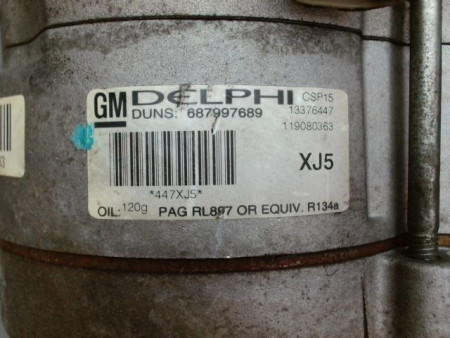 GM DELPHI CSP15
DUNS: 687997689 13376447
119080363
XJ5
*447XJ5*
OIL: 120g PAG RL897 OR EQUIV. R134a